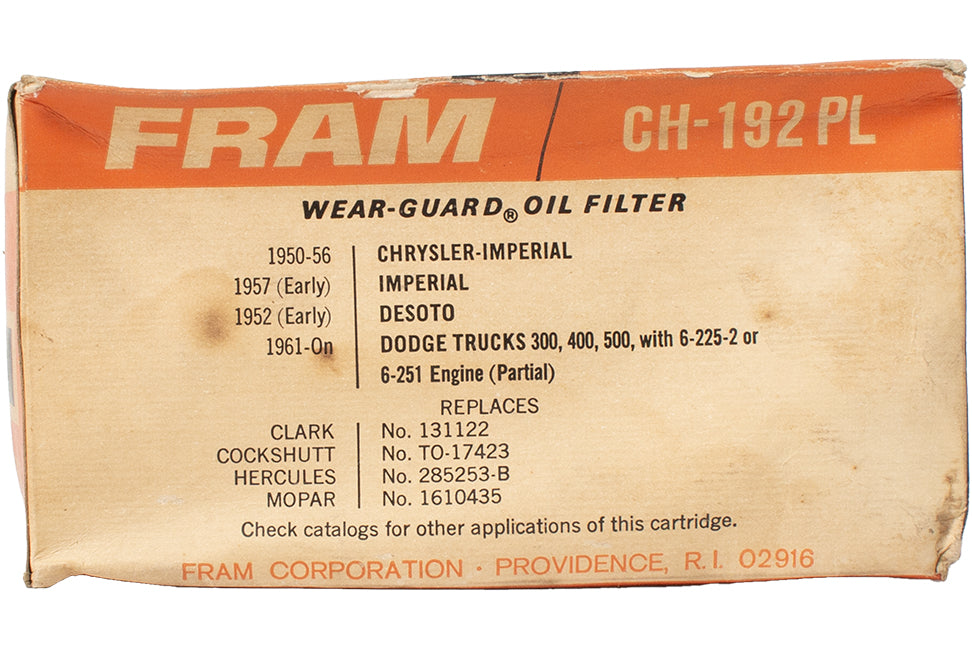 FRAM / CH-192 PL
WEAR-GUARD® OIL FILTER
1950-56 CHRYSLER-IMPERIAL
1957 (Early) IMPERIAL
1952 (Early) DESOTO
1961-On DODGE TRUCKS 300, 400, 500, with 6-225-2 or
6-251 Engine (Partial)
REPLACES
CLARK No. 131122
COCKSHUTT No. TO-17423
HERCULES No. 285253-B
MOPAR No. 1610435
Check catalogs for other applications of this cartridge.
FRAM CORPORATION · PROVIDENCE, R.I. 02916